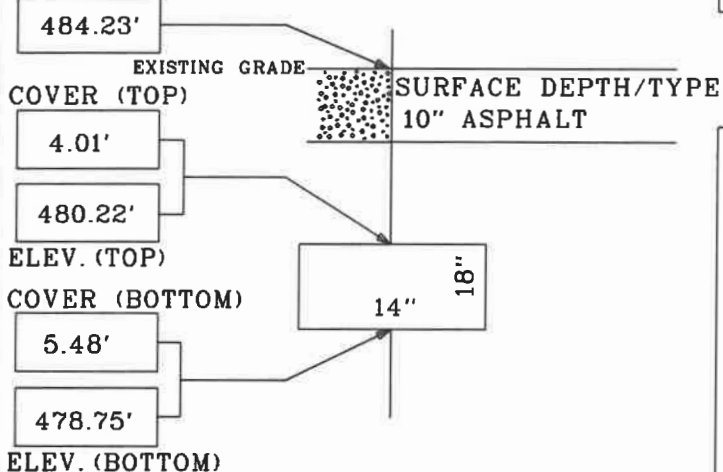 484.23'
EXISTING GRADE
SURFACE DEPTH/TYPE
10" ASPHALT
COVER (TOP)
4.01'
480.22'
ELEV. (TOP)
18"
14"
COVER (BOTTOM)
5.48'
478.75'
ELEV. (BOTTOM)